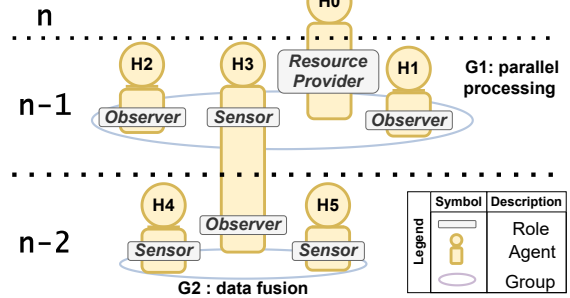 H0
n
H2
H3
Resource
Provider
H1
G1: parallel
processing
n-1
Observer
Sensor
Observer
H4
Observer
H5
n-2
Sensor
Sensor
G2 : data fusion
Legend
Symbol Description
Role
Agent
Group